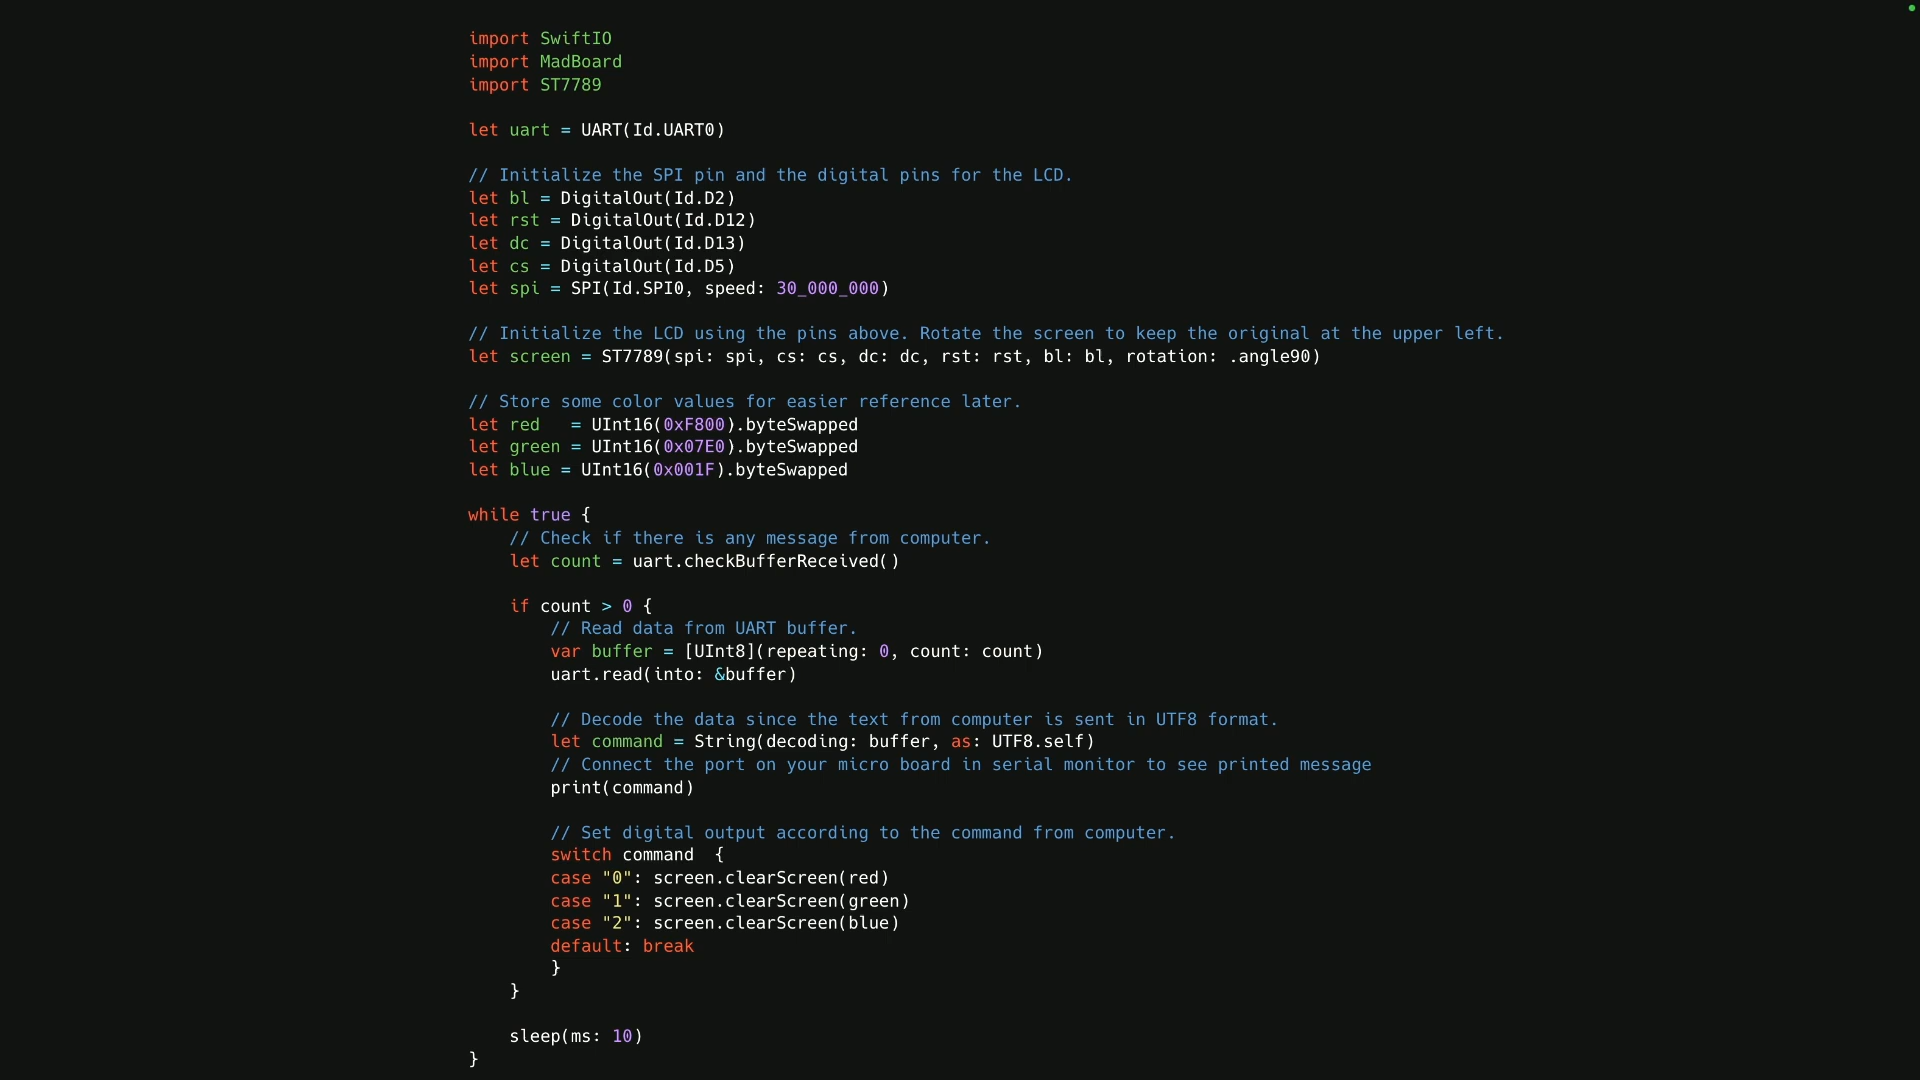 import SwiftIO
import MadBoard
import ST7789

let uart = UART(Id.UART0)

// Initialize the SPI pin and the digital pins for the LCD.
let bl = DigitalOut(Id.D2)
let rst = DigitalOut(Id.D12)
let dc = DigitalOut(Id.D13)
let cs = DigitalOut(Id.D5)
let spi = SPI(Id.SPI0, speed: 30_000_000)

// Initialize the LCD using the pins above. Rotate the screen to keep the original at the upper left.
let screen = ST7789(spi: spi, cs: cs, dc: dc, rst: rst, bl: bl, rotation: .angle90)

// Store some color values for easier reference later.
let red   = UInt16(0xF800).byteSwapped
let green = UInt16(0x07E0).byteSwapped
let blue = UInt16(0x001F).byteSwapped

while true {
    // Check if there is any message from computer.
    let count = uart.checkBufferReceived()

    if count > 0 {
        // Read data from UART buffer.
        var buffer = [UInt8](repeating: 0, count: count)
        uart.read(into: &buffer)

        // Decode the data since the text from computer is sent in UTF8 format.
        let command = String(decoding: buffer, as: UTF8.self)
        // Connect the port on your micro board in serial monitor to see printed message
        print(command)

        // Set digital output according to the command from computer.
        switch command  {
        case "0": screen.clearScreen(red)
        case "1": screen.clearScreen(green)
        case "2": screen.clearScreen(blue)
        default: break
        }
    }

    sleep(ms: 10)
}